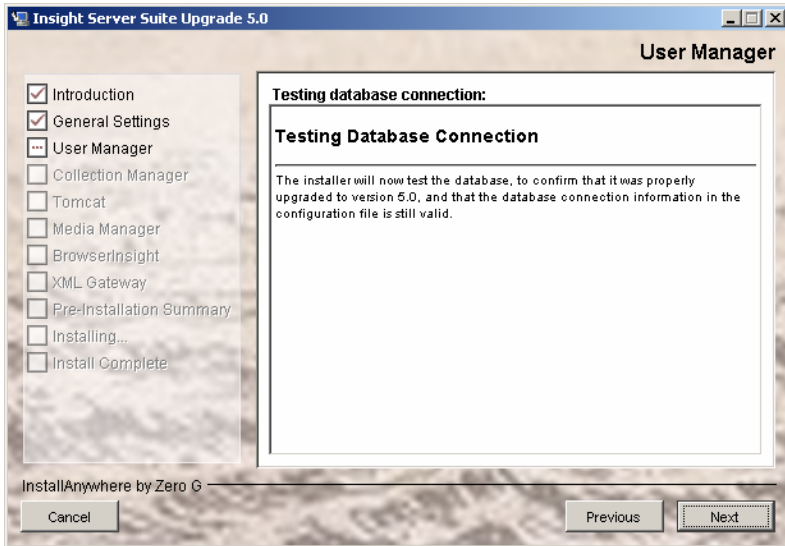 Insight Server Suite Upgrade 5.0
User Manager
Introduction
General Settings
User Manager
Collection Manager
Tomcat
Media Manager
BrowserInsight
XML Gateway
Pre-Installation Summary
Installing...
Install Complete
Testing database connection:
Testing Database Connection
The installer will now test the database, to confirm that it was properly
upgraded to version 5.0, and that the database connection information in the
configuration file is still valid.
InstallAnywhere by Zero G
Cancel
Previous
Next